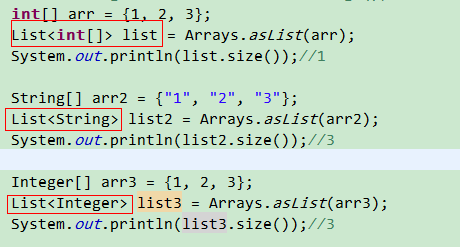 int[] arr = {1, 2, 3};
List<int[]> list = Arrays.asList(arr);
System.out.println(list.size());//1
String[] arr2 = {"1", "2", "3"};
List<String> list2 = Arrays.asList(arr2);
System.out.println(list2.size());//3
Integer[] arr3 = {1, 2, 3};
List<Integer> list3 = Arrays.asList(arr3);
System.out.println(list3.size());//3